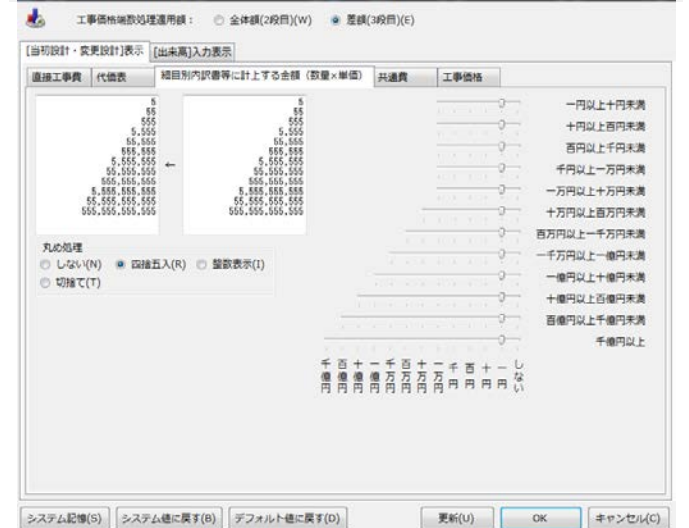 工事価格端数処理適用額： 全体額(2段目)(W) 差額(3段目)(E)
[当初設計・変更設計]表示 [出来高]入力表示
直接工事費 代価表 細目別内訳書等に計上する金額（数量×単価） 共通費 工事価格
5 5
55 55
555 555
5,555 5,555
55,555 55,555
555,555 555,555
5,555,555 ← 5,555,555
55,555,555 55,555,555
555,555,555 555,555,555
5,555,555,555 5,555,555,555
55,555,555,555 55,555,555,555
555,555,555,555 555,555,555,555
丸め処理
しない(N) 四捨五入(R) 整数表示(I)
切捨て(T)
一円以上十円未満
十円以上百円未満
百円以上千円未満
千円以上一万円未満
一万円以上十万円未満
十万円以上百万円未満
百万円以上一千万円未満
一千万円以上一億円未満
一億円以上十億円未満
十億円以上百億円未満
百億円以上千億円未満
千億円以上
千億円
百億円
十億円
一億円
千万円
百万円
十万円
一万円
千円
百円
十円
一円
しない
システム記憶(S) システム値に戻す(B) デフォルト値に戻す(D) 更新(U) OK キャンセル(C)